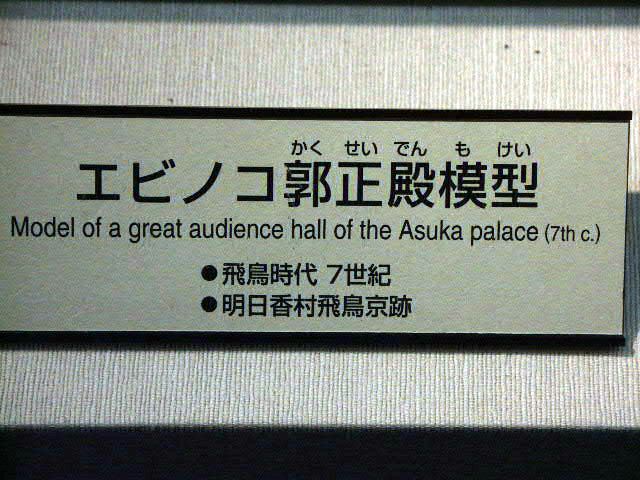 かく せい でん も けい
エビノコ郭正殿模型
Model of a great audience hall of the Asuka palace (7th c.)
●飛鳥時代 7世紀
●明日香村飛鳥京跡